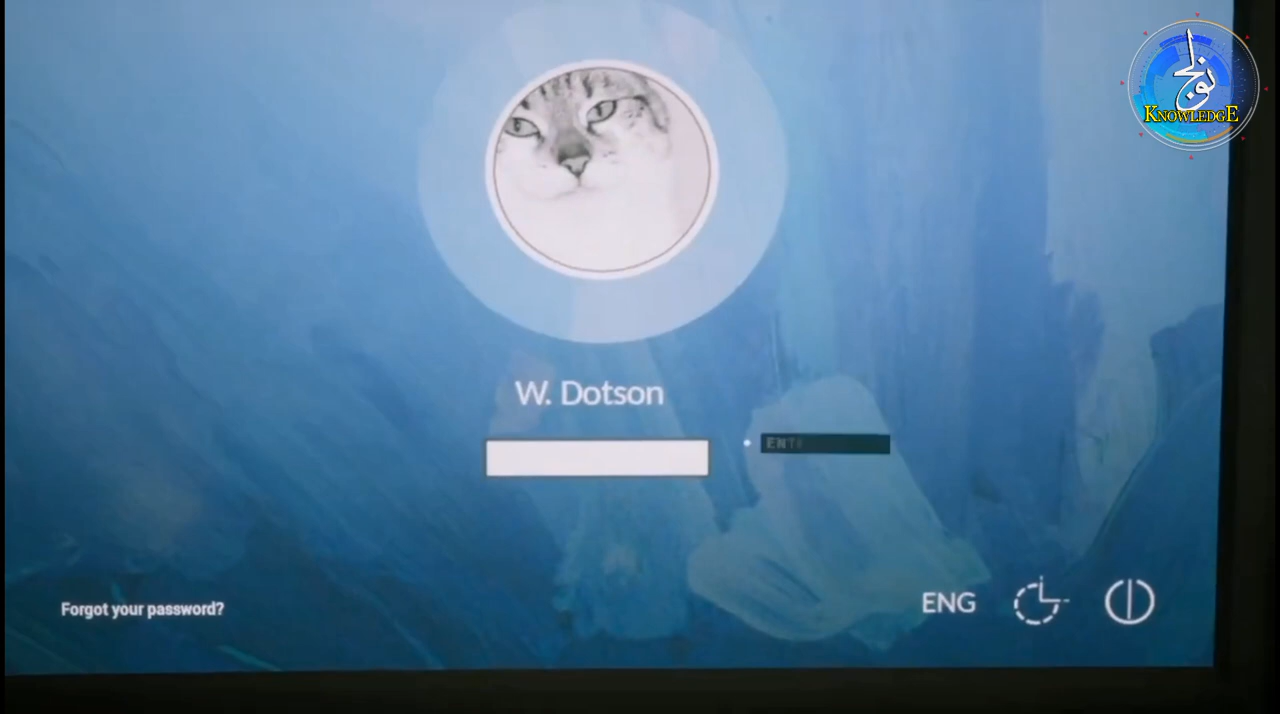 نولج
KNOWLEDGE
W. Dotson
Forgot your password?
ENG